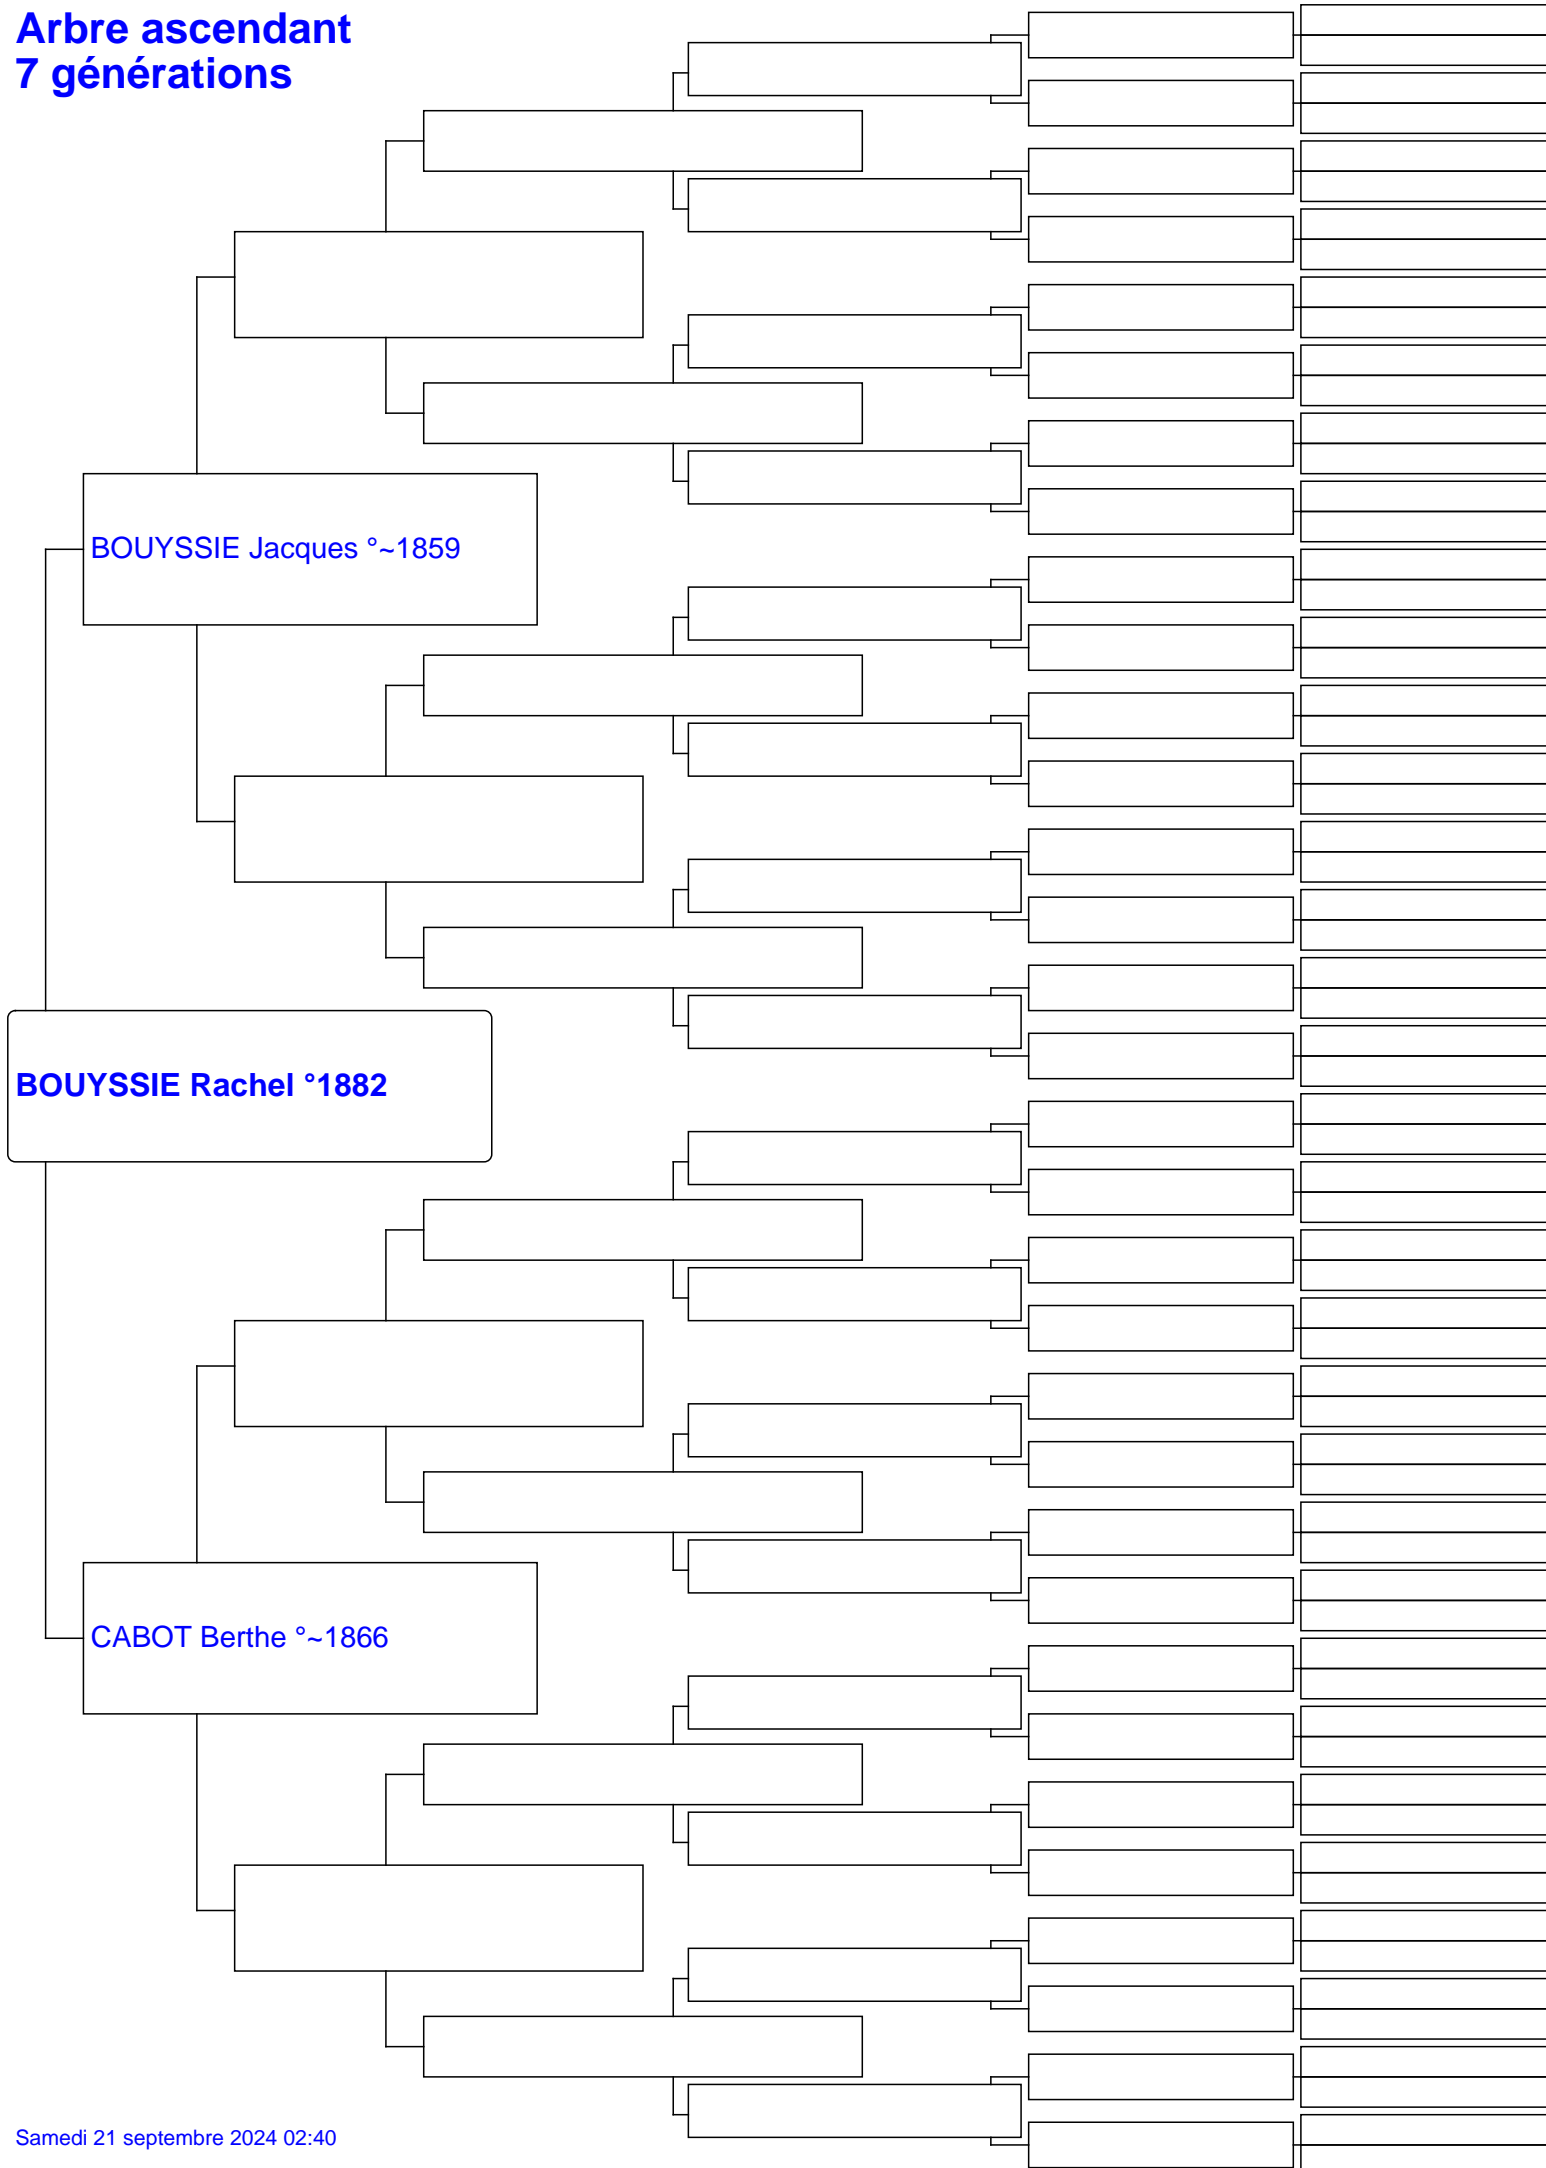 Arbre ascendant
7 générations
BOUYSSIE Jacques °~1859
BOUYSSIE Rachel °1882
CABOT Berthe °~1866
Samedi 21 septembre 2024 02:40